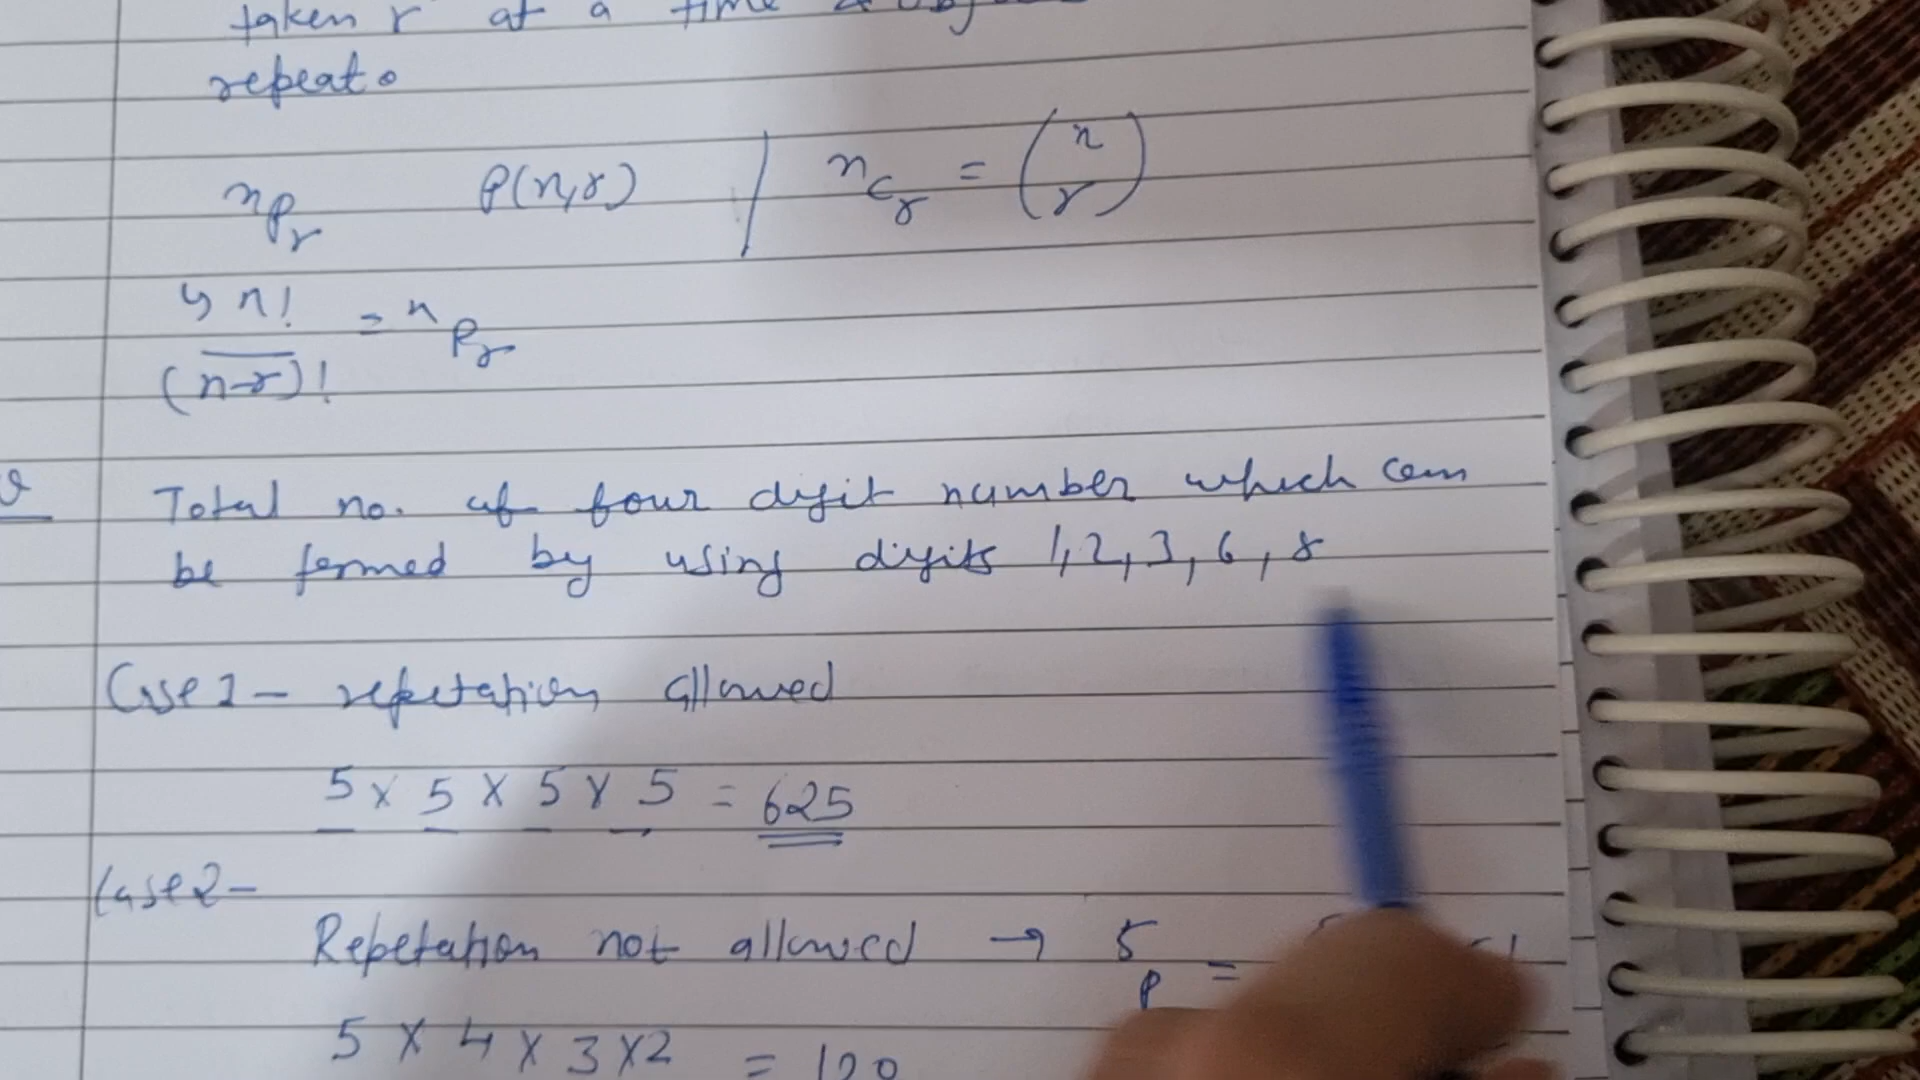 taken r at a time &
repeat.
nPr P(n,r) | nCr = (n r)
↳ n! / (n-r)! = nPr
Q Total no. of four digit number which can
be formed by using digits 1,2,3,6,8
Case 1 - repetation allowed
5 x 5 x 5 x 5 = 625
Case 2 -
Repetation not allowed → 5P =
5 x 4 x 3 x 2 = 120